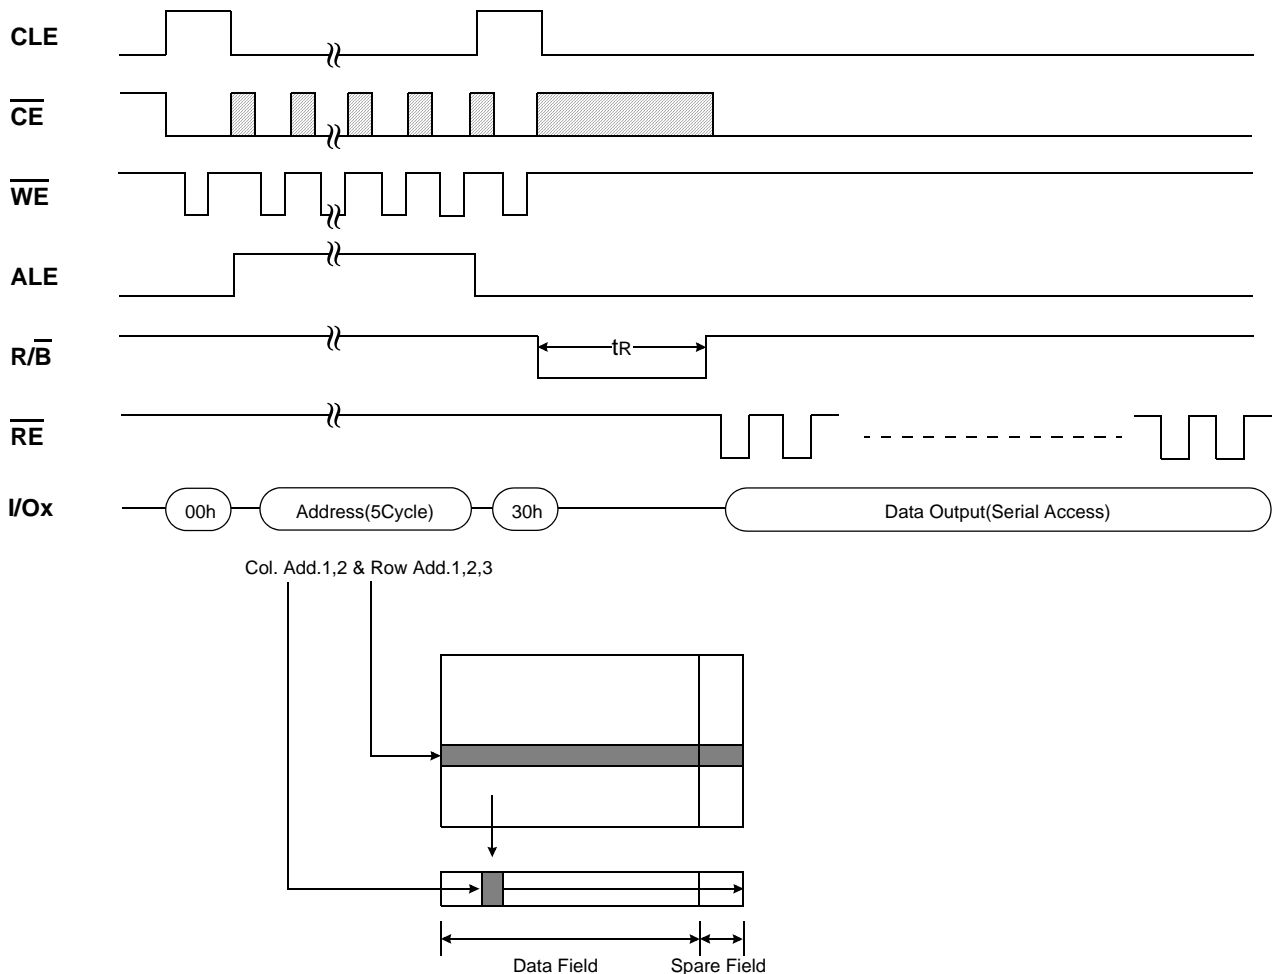 CLE
CE
WE
ALE
R/B
tR
RE
I/Ox
00h
Address(5Cycle)
30h
Data Output(Serial Access)
Col. Add.1,2 & Row Add.1,2,3
Data Field
Spare Field